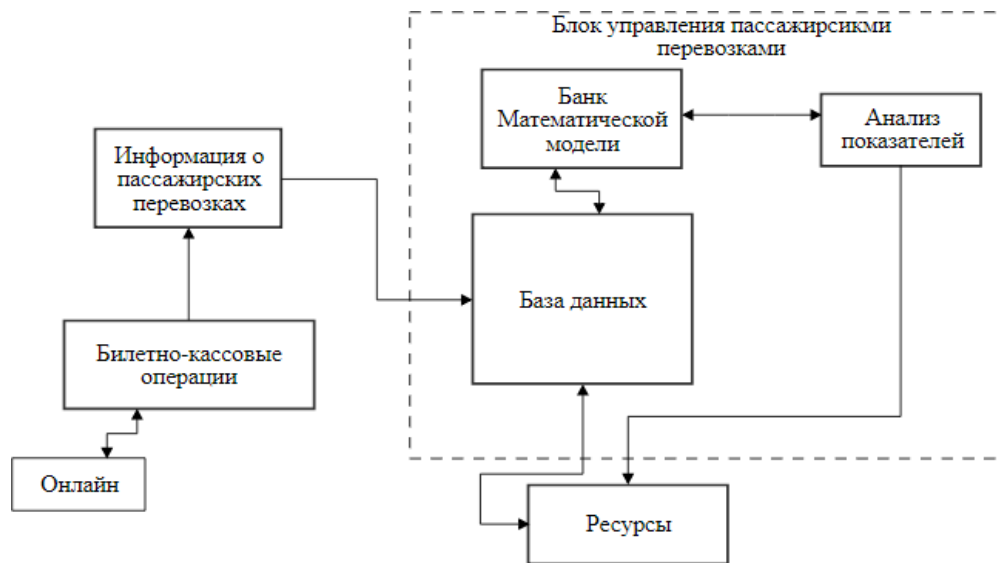 Блок управления пассажирсикми
перевозками
Банк
Математической
модели
Анализ
показателей
Информация о
пассажирских
перевозках
База данных
Билетно-кассовые
операции
Онлайн
Ресурсы